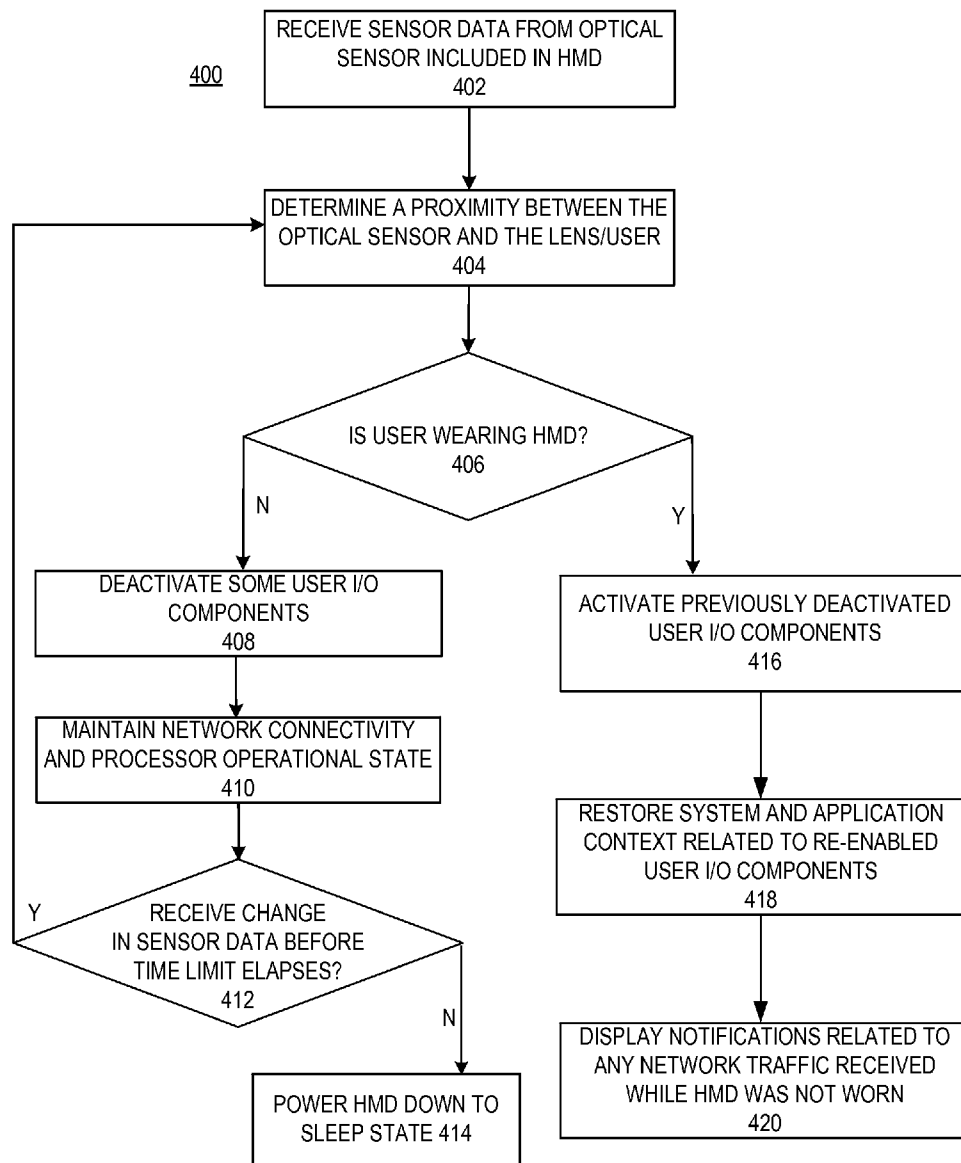 400
RECEIVE SENSOR DATA FROM OPTICAL
SENSOR INCLUDED IN HMD
402
DETERMINE A PROXIMITY BETWEEN THE
OPTICAL SENSOR AND THE LENS/USER
404
IS USER WEARING HMD?
406
N
Y
DEACTIVATE SOME USER I/O
COMPONENTS
408
MAINTAIN NETWORK CONNECTIVITY
AND PROCESSOR OPERATIONAL STATE
410
RECEIVE CHANGE
IN SENSOR DATA BEFORE
TIME LIMIT ELAPSES?
412
Y
N
POWER HMD DOWN TO
SLEEP STATE 414
ACTIVATE PREVIOUSLY DEACTIVATED
USER I/O COMPONENTS
416
RESTORE SYSTEM AND APPLICATION
CONTEXT RELATED TO RE-ENABLED
USER I/O COMPONENTS
418
DISPLAY NOTIFICATIONS RELATED TO
ANY NETWORK TRAFFIC RECEIVED
WHILE HMD WAS NOT WORN
420